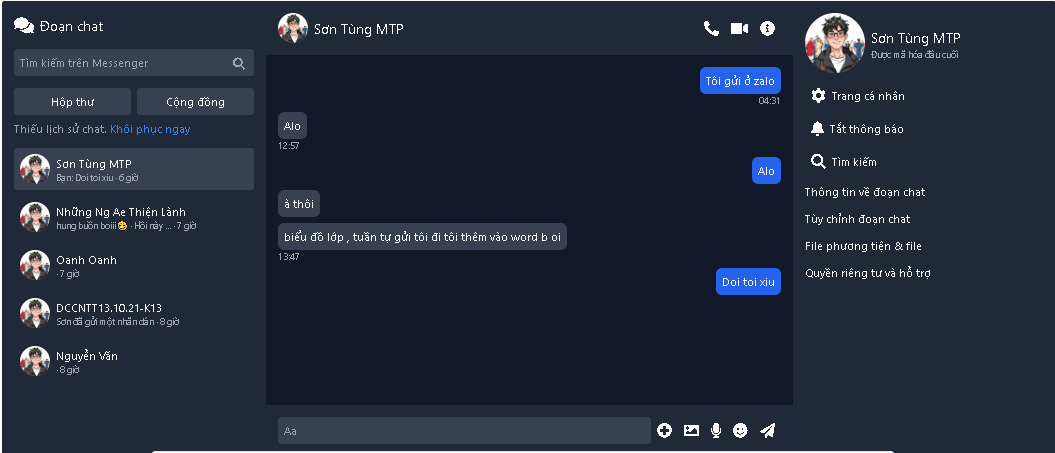 Đoạn chat
Tìm kiếm trên Messenger
Hộp thư
Cộng đồng
Thiếu lịch sử chat. Khôi phục ngay
Sơn Tùng MTP
Bạn: Doi toi xiu · 6 giờ
Những Ng Ae Thiện Lành
hung buồn boiii🤣 · Hôi này ... · 7 giờ
Oanh Oanh
· 7 giờ
DCCNTT13.10.21-K13
Sơn đã gửi một nhãn dán · 8 giờ
Nguyễn Văn
· 8 giờ
Sơn Tùng MTP
Tôi gửi ở zalo
04:31
Alo
12:57
Alo
à thôi
biểu đồ lớp , tuần tự gửi tôi đi tôi thêm vào word b oi
13:47
Doi toi xiu
Aa
Sơn Tùng MTP
Được mã hóa đầu cuối
Trang cá nhân
Tắt thông báo
Tìm kiếm
Thông tin về đoạn chat
Tùy chỉnh đoạn chat
File phương tiện & file
Quyền riêng tư và hỗ trợ